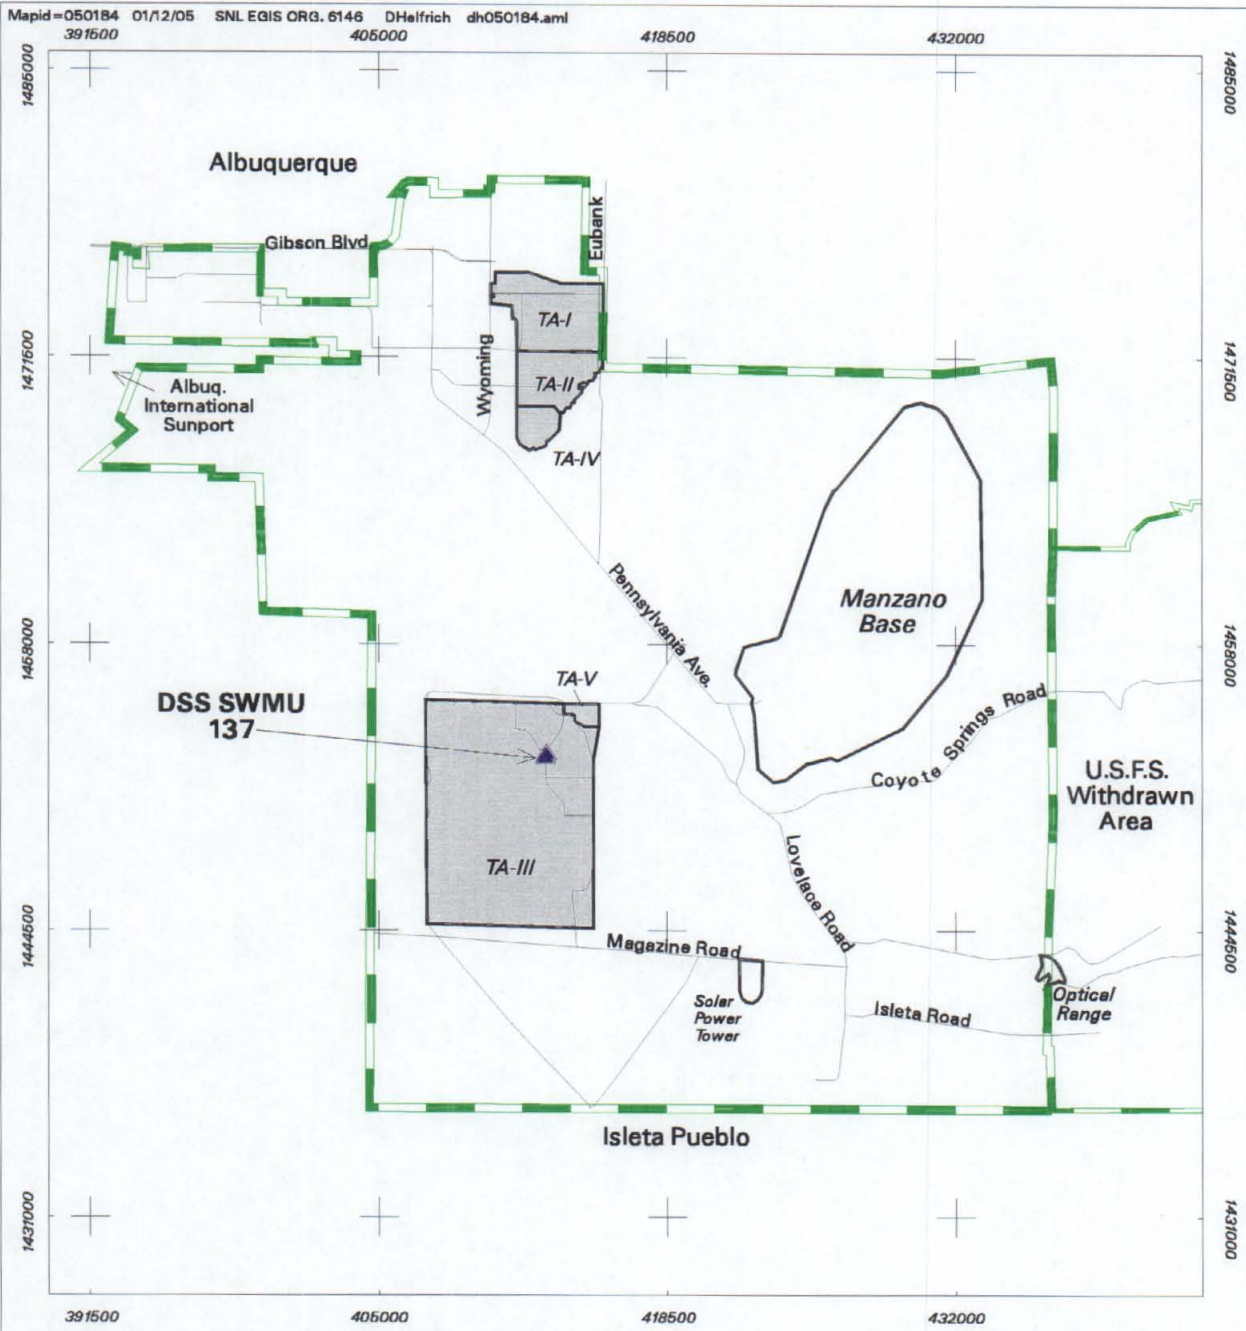 Mapid=050184 01/12/05 SNL EGIS ORG. 6146 DHelfrich dh050184.aml
391500 405000 418500 432000
1485000
1485000
Albuquerque
Eubank
Gibson Blvd
TA-I
Wyoming
1471500
1471500
TA-II
Albuq.
International
Sunport
TA-IV
Pennsylvania Ave.
Manzano
Base
1458000
1458000
TA-V
DSS SWMU
137
Coyote Springs Road
U.S.F.S.
Withdrawn
Area
TA-III
Lovelace Road
1444500
1444500
Magazine Road
Solar
Power
Tower
Isleta Road
Optical
Range
Isleta Pueblo
1431000
1431000
391500 405000 418500 432000